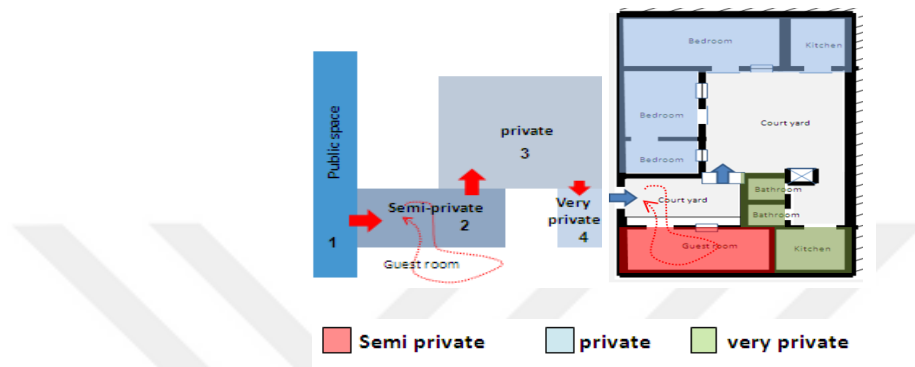 Public space
1
private
3
Semi-private
2
Very
private
4
Guest room
Bedroom
Kitchen
Bedroom
Court yard
Bedroom
Bathroom
Court yard
Bathroom
Guest room
Kitchen
Semi private
private
very private